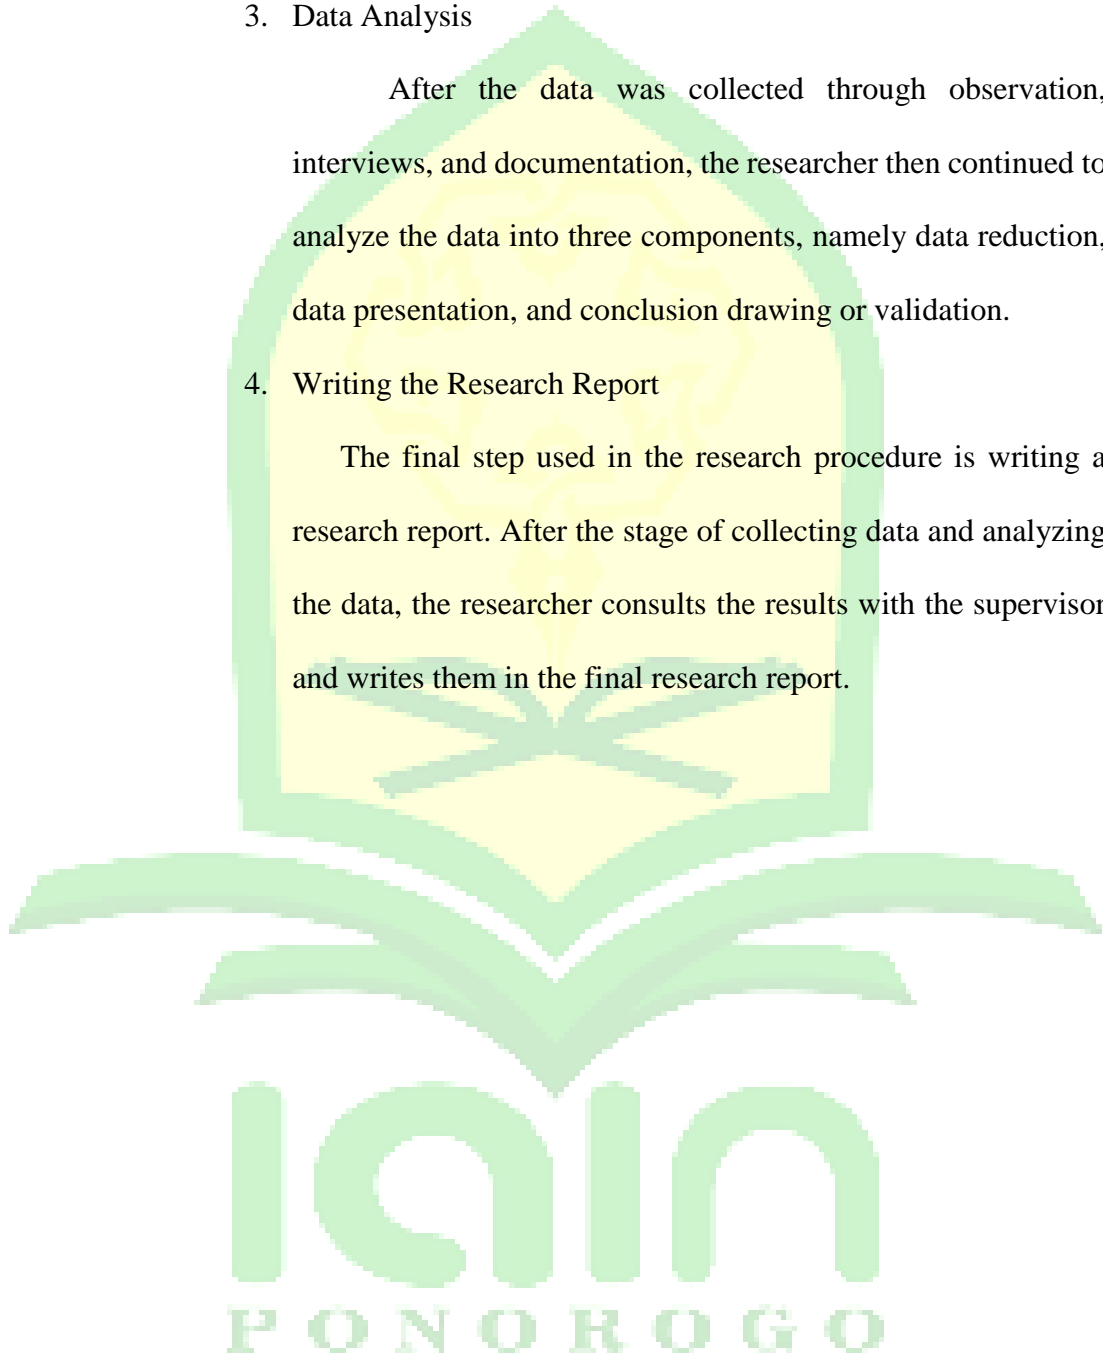 3. Data Analysis
After the data was collected through observation,
interviews, and documentation, the researcher then continued to
analyze the data into three components, namely data reduction,
data presentation, and conclusion drawing or validation.
4. Writing the Research Report
The final step used in the research procedure is writing a
research report. After the stage of collecting data and analyzing
the data, the researcher consults the results with the supervisor
and writes them in the final research report.
iain
PONOROGO